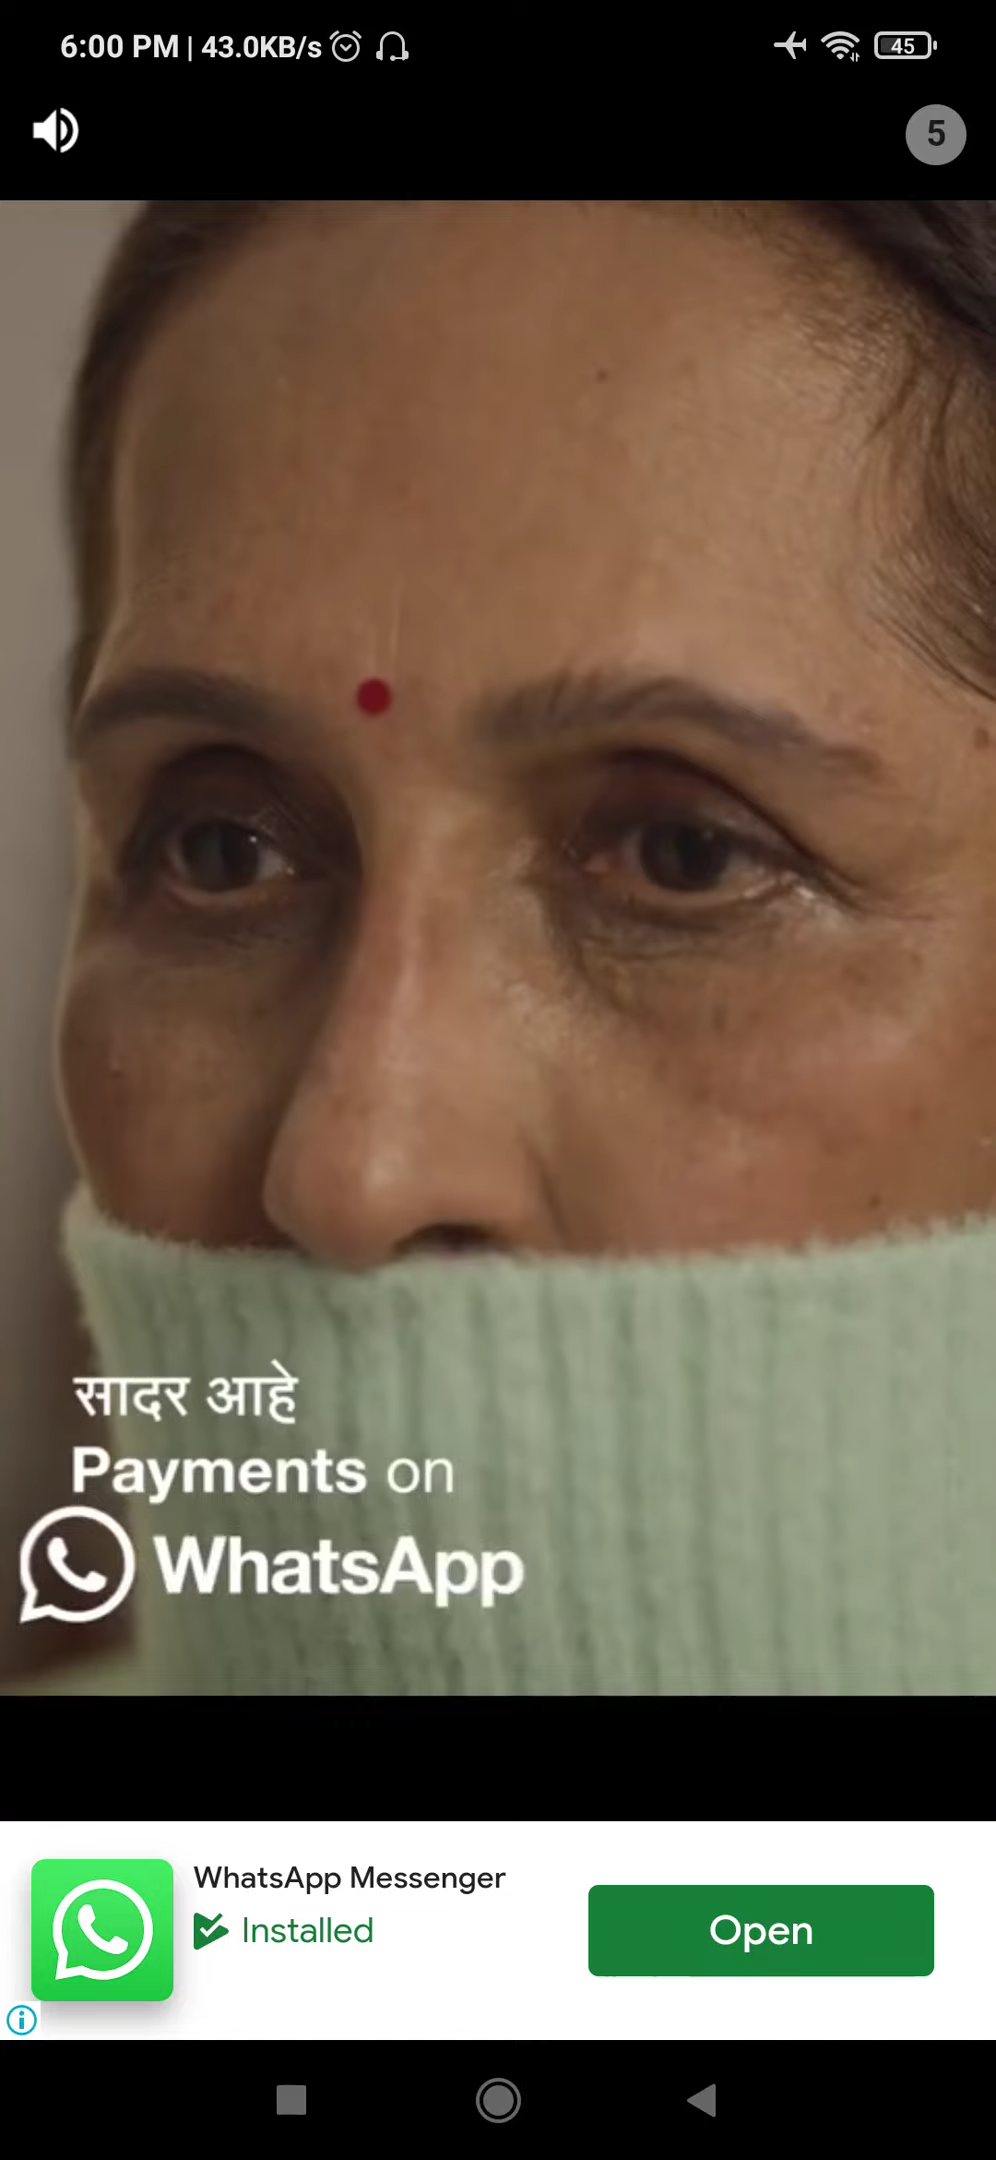 6:00 PM | 43.0KB/s 45
5
सादर आहे
Payments on
WhatsApp
WhatsApp Messenger
Installed
Open